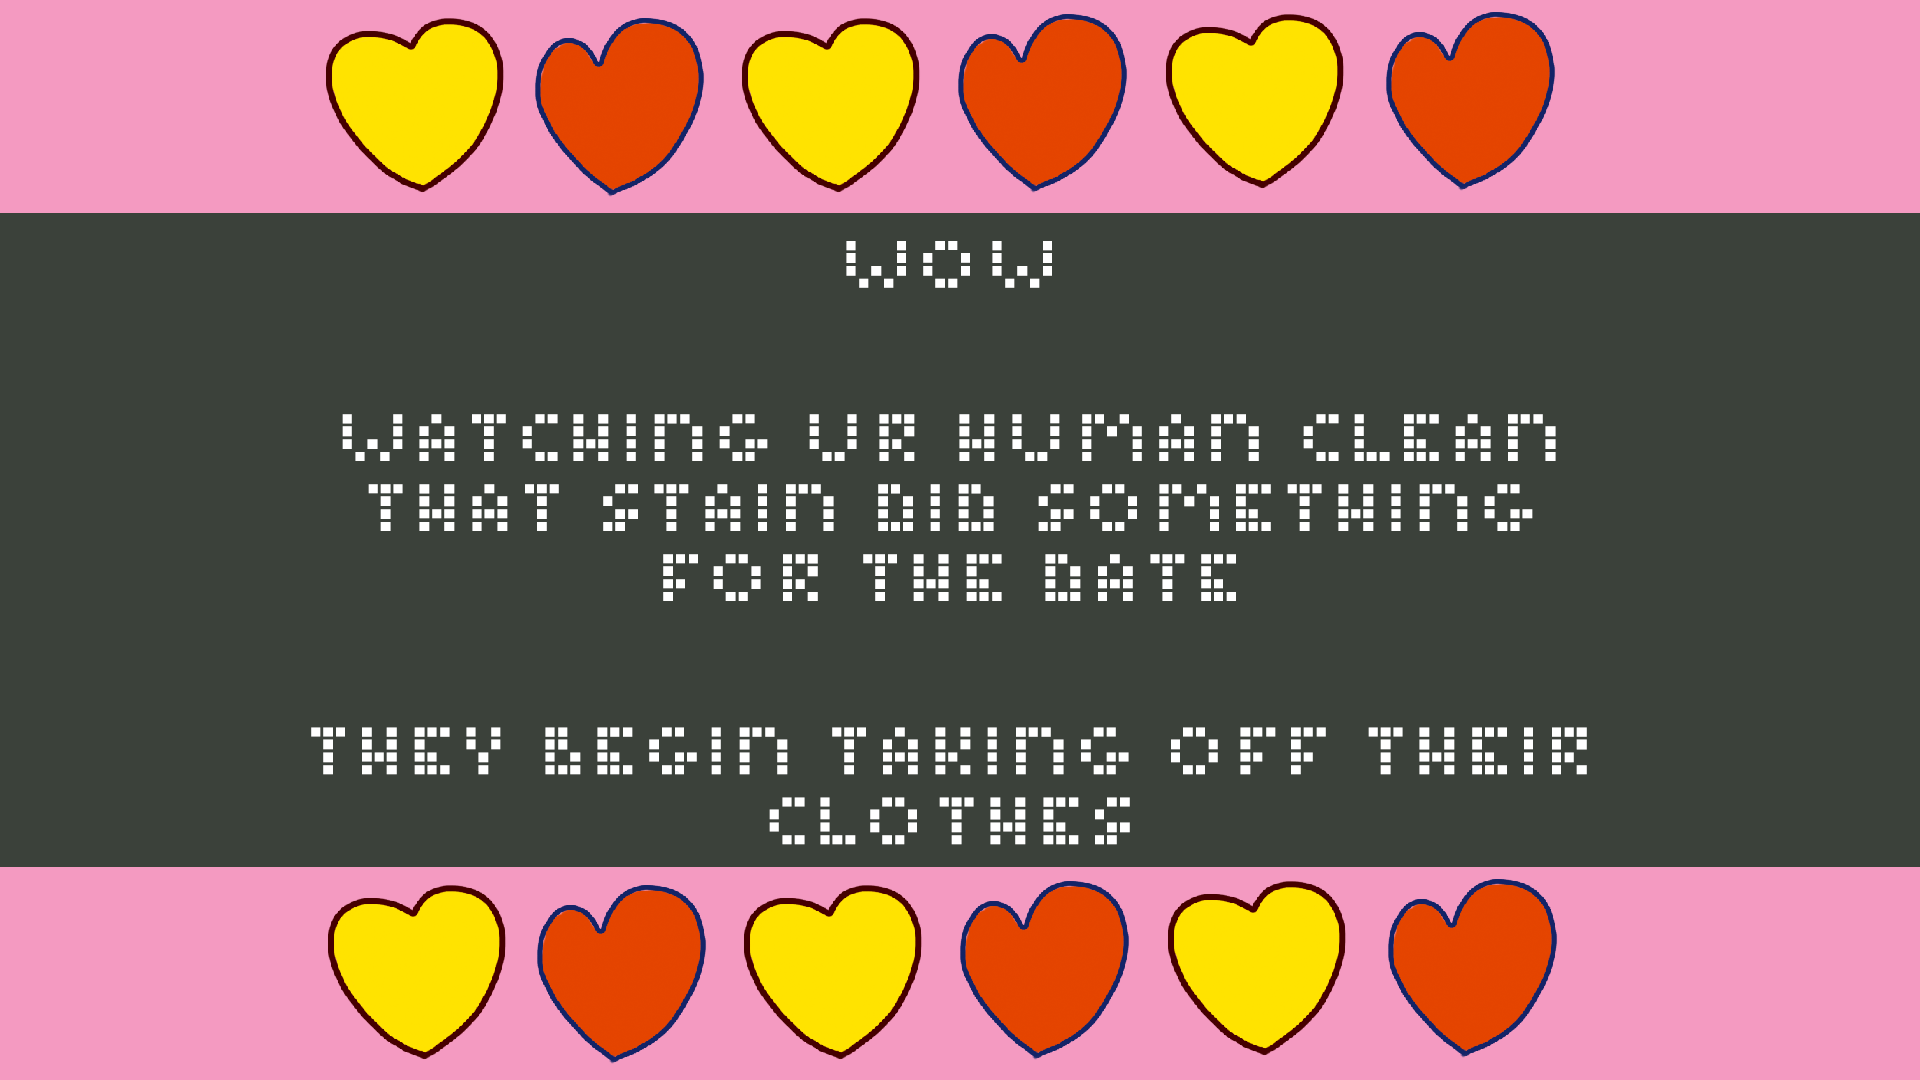 WOW
WATCHING UR HUMAN CLEAN
THAT STAIN DID SOMETHING
FOR THE DATE
THEY BEGIN TAKING OFF THEIR
CLOTHES